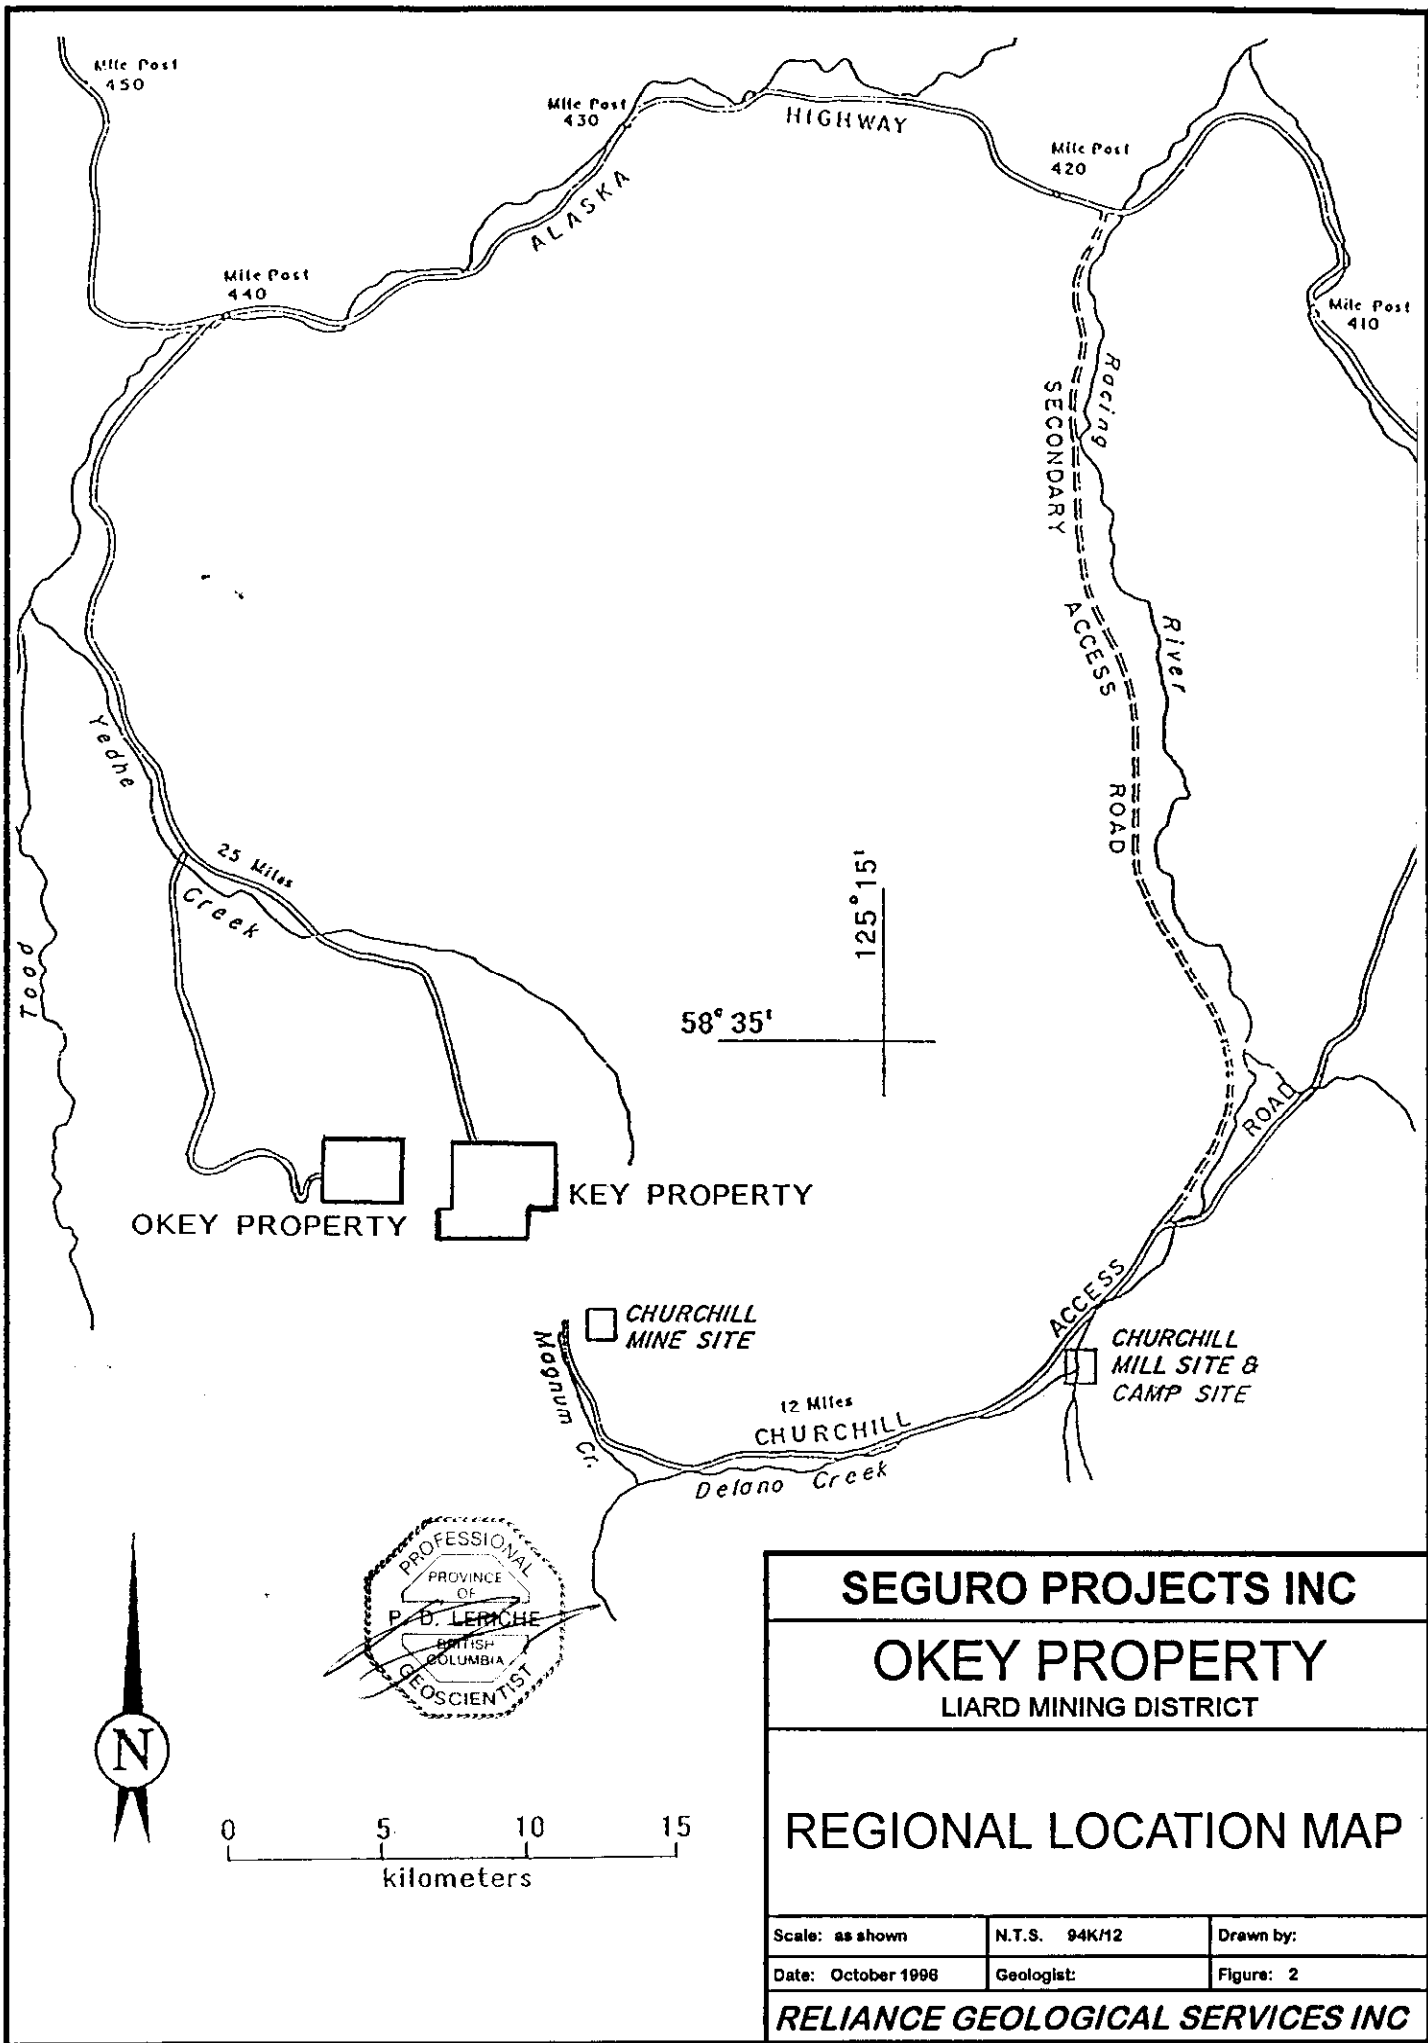 Mile Post
450
Mile Post
430
HIGHWAY
Mile Post
420
ALASKA
Mile Post
440
Mile Post
410
Racing
SECONDARY
ACCESS
River
Yedhe
ROAD
25 Miles
Creek
125°15'
Toad
58° 35'
ROAD
KEY PROPERTY
OKEY PROPERTY
ACCESS
CHURCHILL
MINE SITE
CHURCHILL
MILL SITE &
CAMP SITE
Magnum Cr.
12 Miles
CHURCHILL
Delano Creek
PROFESSIONAL
PROVINCE
OF
P. D. LERICHE
BRITISH
COLUMBIA
GEOSCIENTIST
N
0 5 10 15
kilometers
SEGURO PROJECTS INC
OKEY PROPERTY
LIARD MINING DISTRICT
REGIONAL LOCATION MAP
Scale: as shown N.T.S. 94K/12 Drawn by:
Date: October 1996 Geologist: Figure: 2
RELIANCE GEOLOGICAL SERVICES INC